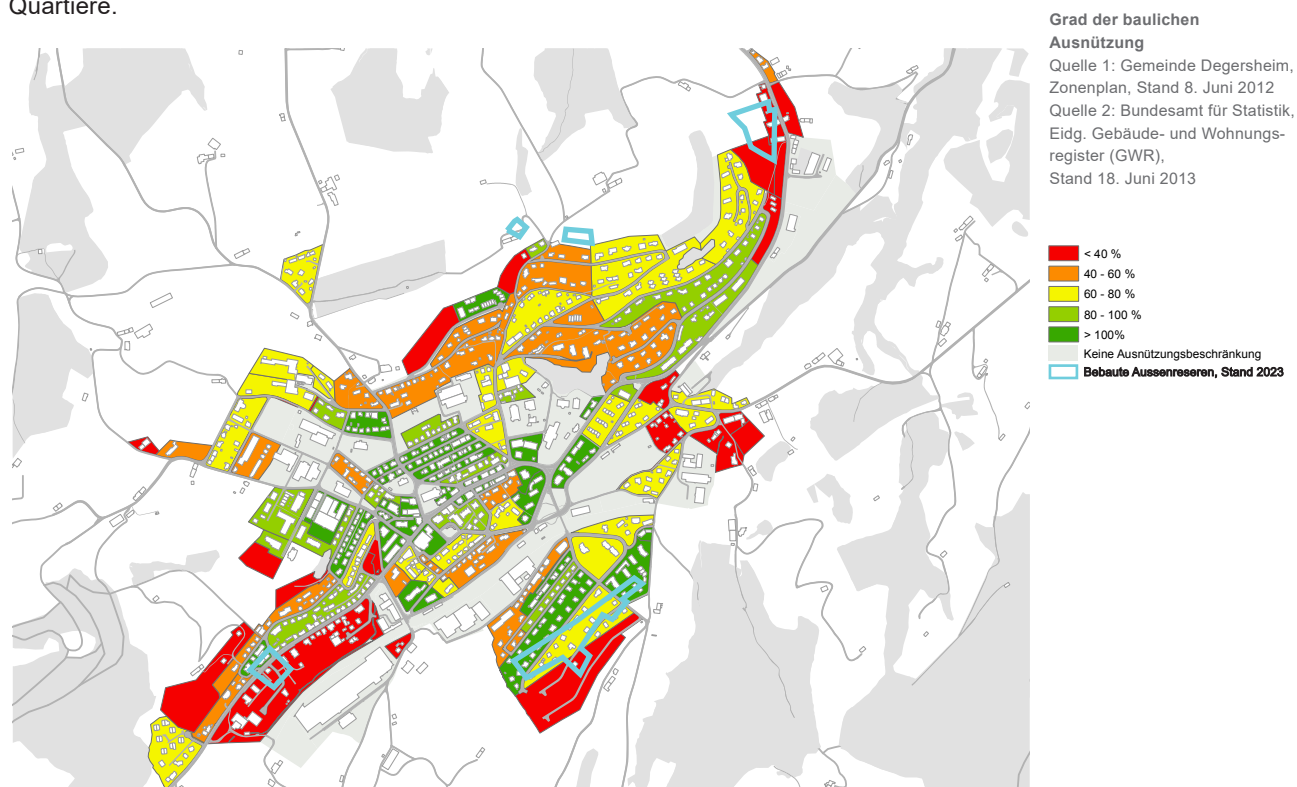 Quartiere.
Grad der baulichen
Ausnützung
Quelle 1: Gemeinde Degersheim,
Zonenplan, Stand 8. Juni 2012
Quelle 2: Bundesamt für Statistik,
Eidg. Gebäude- und Wohnungs-
register (GWR),
Stand 18. Juni 2013
< 40 %
40 - 60 %
60 - 80 %
80 - 100 %
> 100%
Keine Ausnützungsbeschränkung
Bebaute Aussenreseren, Stand 2023